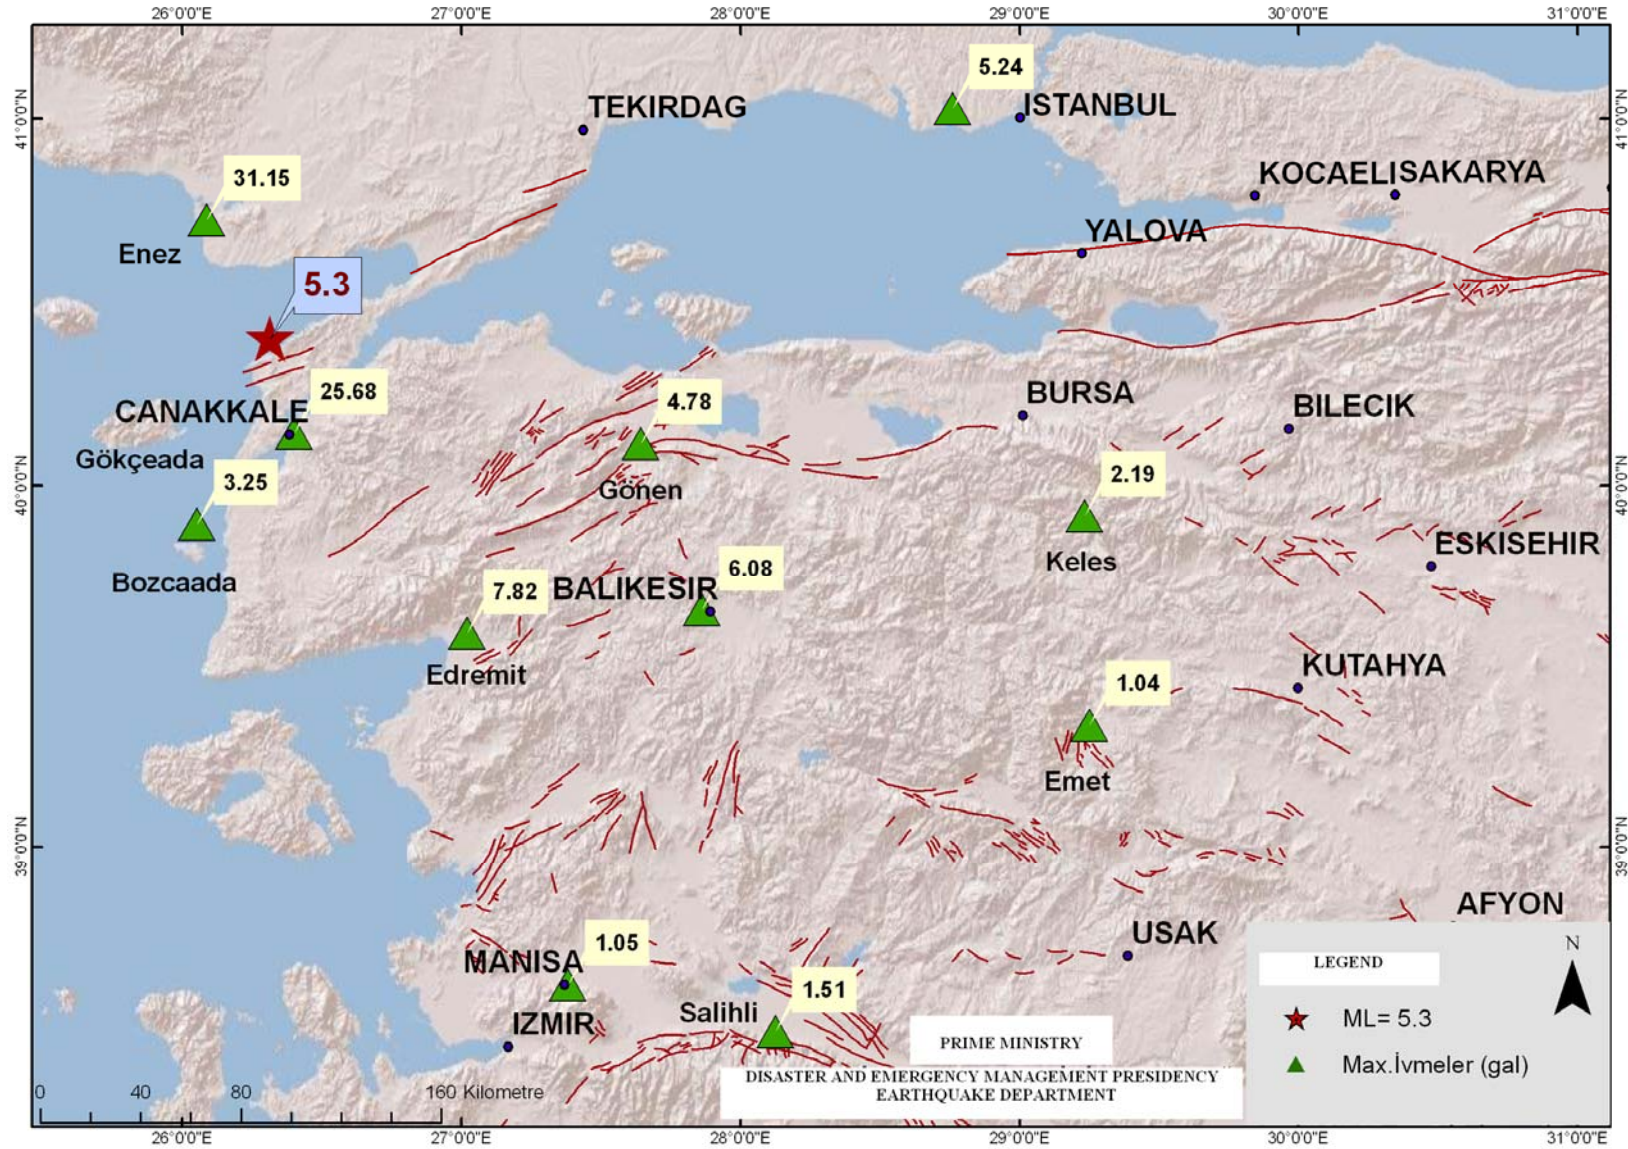 26°0'0"E 27°0'0"E 28°0'0"E 29°0'0"E 30°0'0"E 31°0'0"E
5.24
TEKIRDAG
ISTANBUL
41°0'0"N
41°0'0"N
31.15
KOCAELI
SAKARYA
Enez
YALOVA
5.3
25.68
4.78
BURSA
BILECIK
CANAKKALE
Gökçeada
3.25
Gönen
2.19
40°0'0"N
40°0'0"N
Keles
ESKISEHIR
Bozcaada
7.82
BALIKESIR
6.08
Edremit
KUTAHYA
1.04
Emet
39°0'0"N
39°0'0"N
AFYON
USAK
1.05
MANISA
1.51
Salihli
IZMIR
LEGEND
N
ML= 5.3
Max.İvmeler (gal)
PRIME MINISTRY
DISASTER AND EMERGENCY MANAGEMENT PRESIDENCY
EARTHQUAKE DEPARTMENT
0 40 80 160 Kilometre
26°0'0"E 27°0'0"E 28°0'0"E 29°0'0"E 30°0'0"E 31°0'0"E